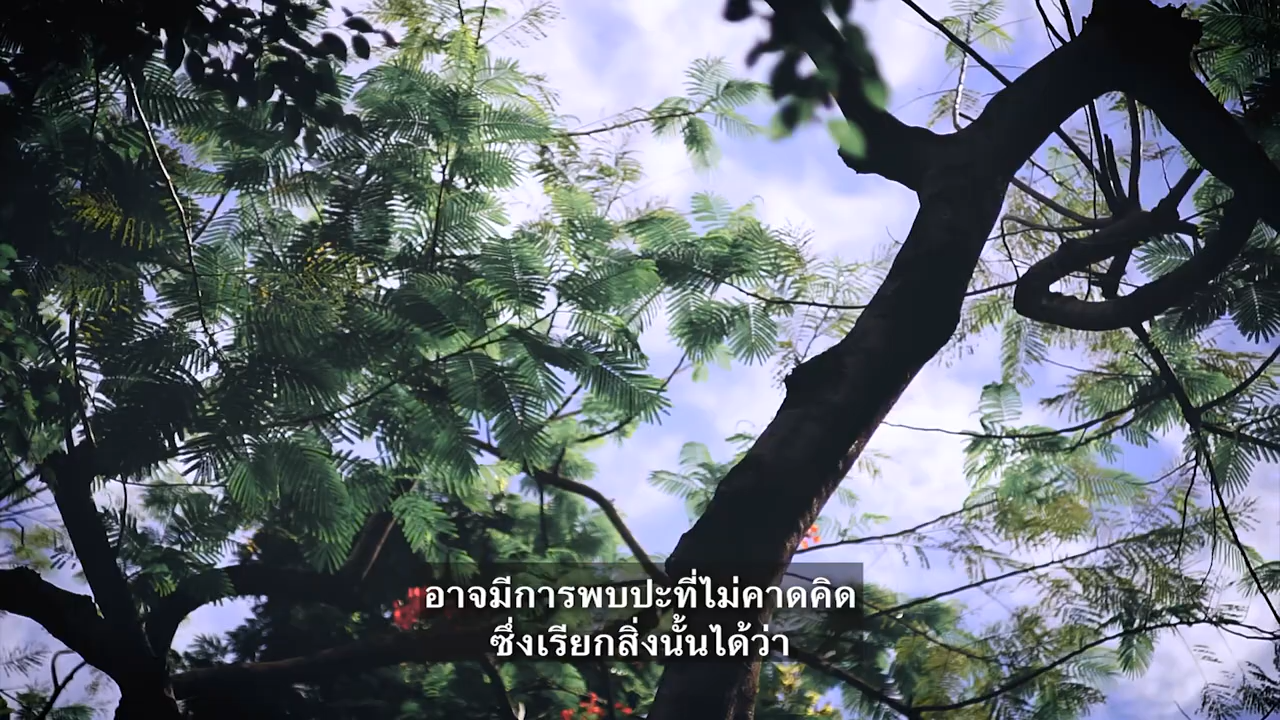 อาจมีการพบปะที่ไม่คาดคิด
ซึ่งเรียกสิ่งนั้นได้ว่า